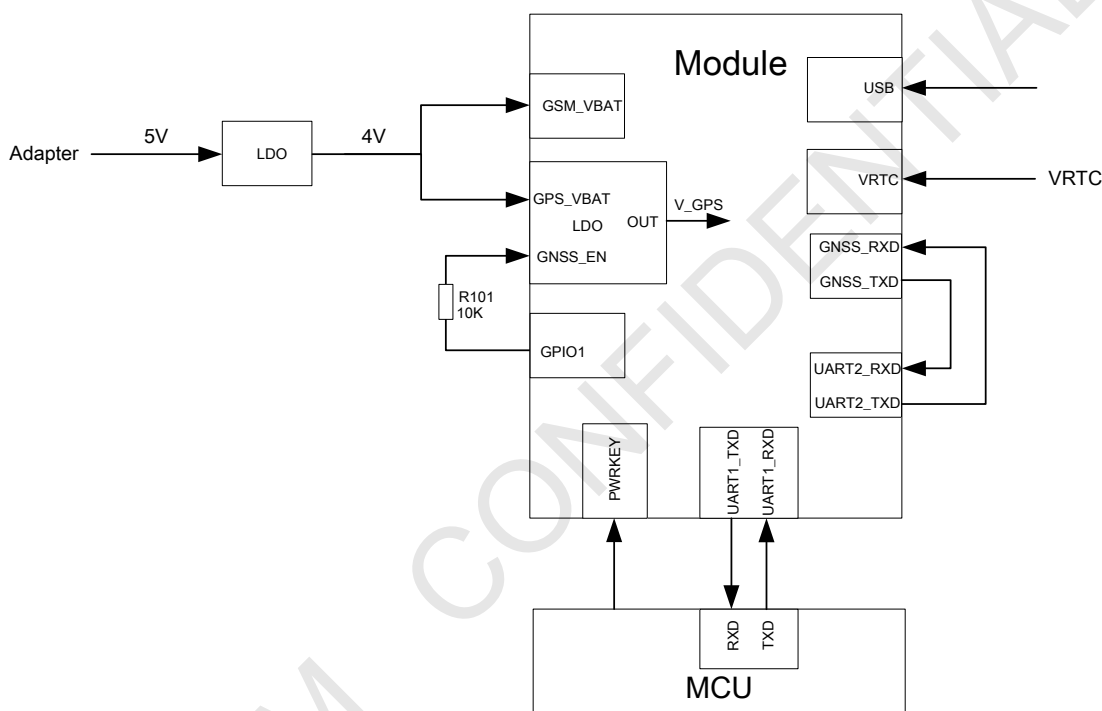 Module
USB
GSM_VBAT
5V
4V
Adapter
LDO
VRTC
VRTC
GPS_VBAT
LDO
OUT
V_GPS
GNSS_EN
GNSS_RXD
GNSS_TXD
R101
10K
GPIO1
UART2_RXD
UART2_TXD
PWRKEY
UART1_TXD
UART1_RXD
RXD
TXD
MCU
CONFIDENTIAL